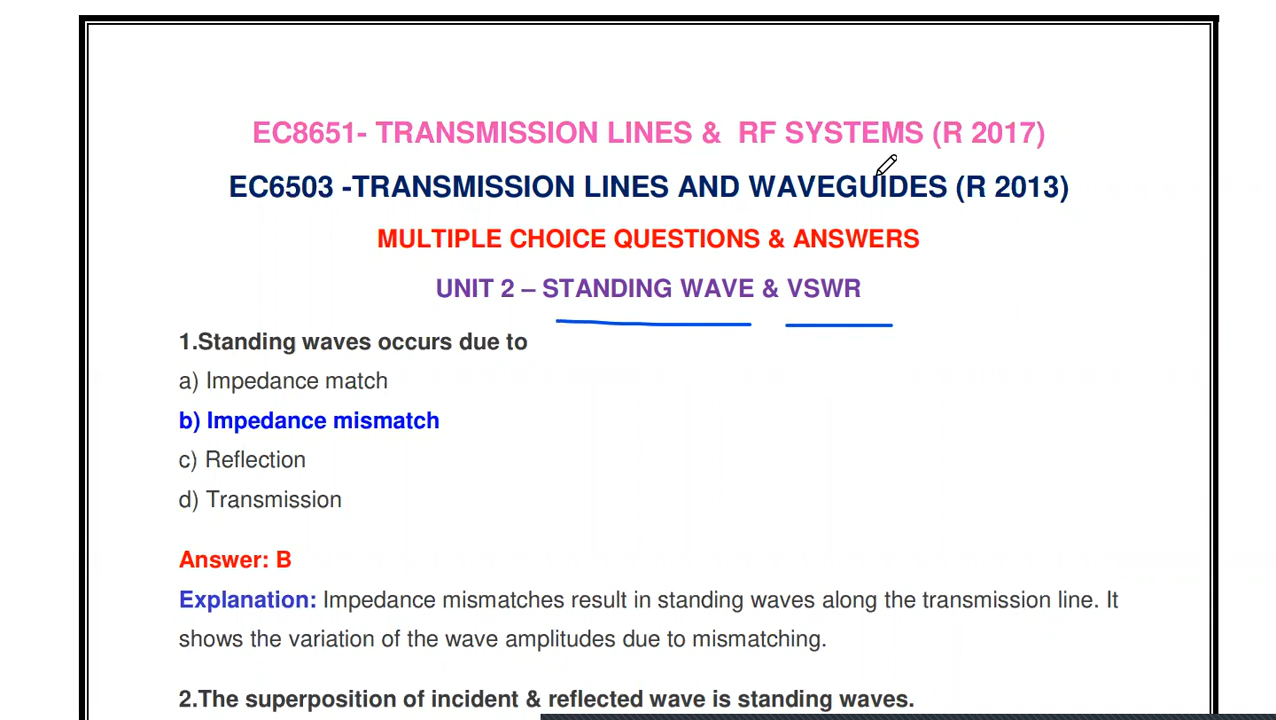 EC8651- TRANSMISSION LINES & RF SYSTEMS (R 2017)
EC6503 -TRANSMISSION LINES AND WAVEGUIDES (R 2013)
MULTIPLE CHOICE QUESTIONS & ANSWERS
UNIT 2 – STANDING WAVE & VSWR
1.Standing waves occurs due to
a) Impedance match
b) Impedance mismatch
c) Reflection
d) Transmission
Answer: B
Explanation: Impedance mismatches result in standing waves along the transmission line. It
shows the variation of the wave amplitudes due to mismatching.
2.The superposition of incident & reflected wave is standing waves.